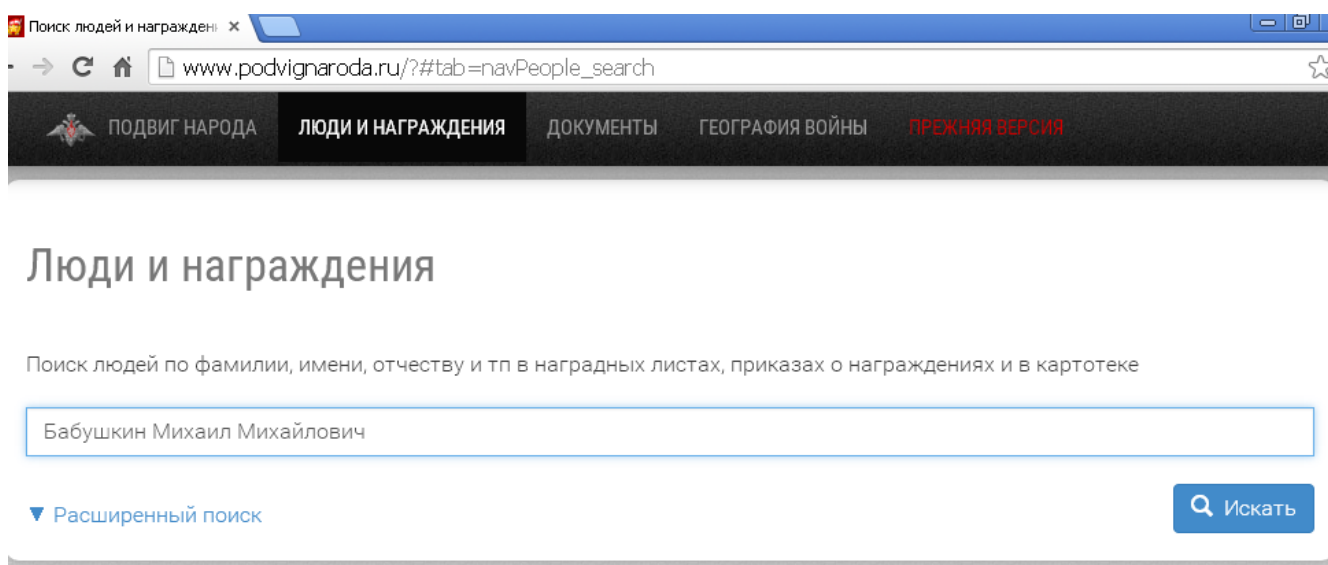 Поиск людей и награжден
www.podvignaroda.ru/?#tab=navPeople_search
ПОДВИГ НАРОДА ЛЮДИ И НАГРАЖДЕНИЯ ДОКУМЕНТЫ ГЕОГРАФИЯ ВОЙНЫ ПРЕЖНЯЯ ВЕРСИЯ
Люди и награждения
Поиск людей по фамилии, имени, отчеству и тп в наградных листах, приказах о награждениях и в картотеке
Бабушкин Михаил Михайлович
Расширенный поиск
Искать